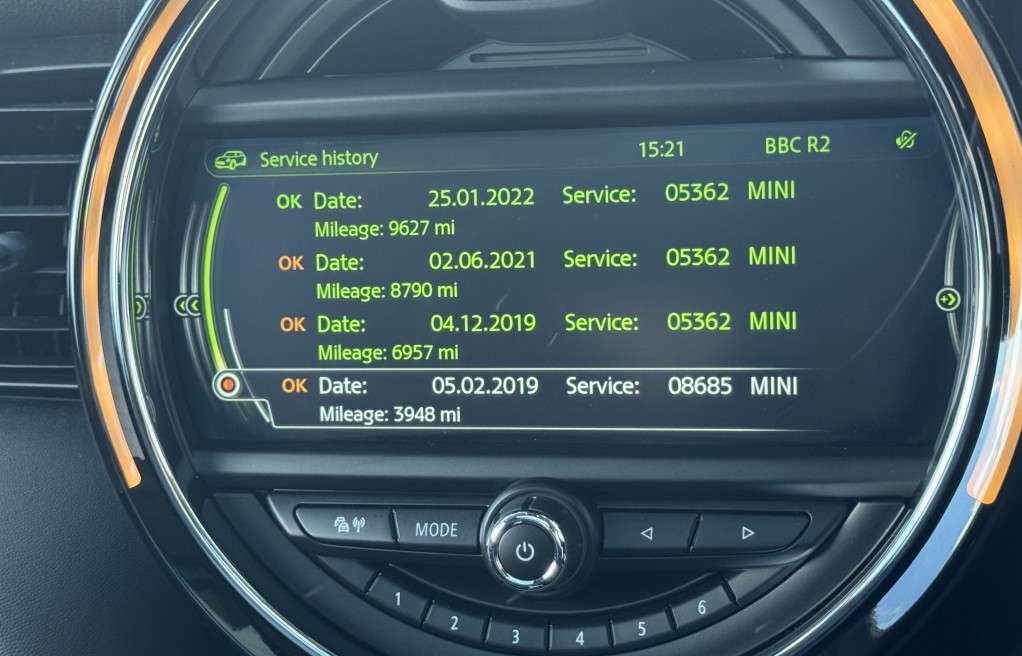 Service history 15:21 BBC R2
OK Date: 25.01.2022 Service: 05362 MINI
Mileage: 9627 mi
OK Date: 02.06.2021 Service: 05362 MINI
Mileage: 8790 mi
OK Date: 04.12.2019 Service: 05362 MINI
Mileage: 6957 mi
OK Date: 05.02.2019 Service: 08685 MINI
Mileage: 3948 mi
MODE
1 2 3 4 5 6